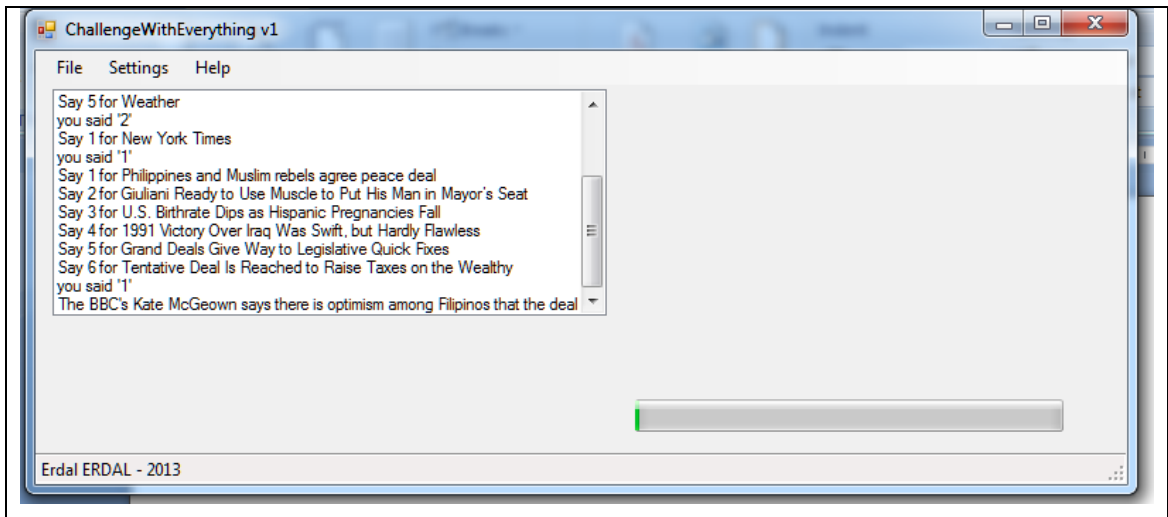 ChallengeWithEverything v1
File Settings Help
Say 5 for Weather
you said '2'
Say 1 for New York Times
you said '1'
Say 1 for Philippines and Muslim rebels agree peace deal
Say 2 for Giuliani Ready to Use Muscle to Put His Man in Mayor's Seat
Say 3 for U.S. Birthrate Dips as Hispanic Pregnancies Fall
Say 4 for 1991 Victory Over Iraq Was Swift, but Hardly Flawless
Say 5 for Grand Deals Give Way to Legislative Quick Fixes
Say 6 for Tentative Deal Is Reached to Raise Taxes on the Wealthy
you said '1'
The BBC's Kate McGeown says there is optimism among Filipinos that the deal
Erdal ERDAL - 2013